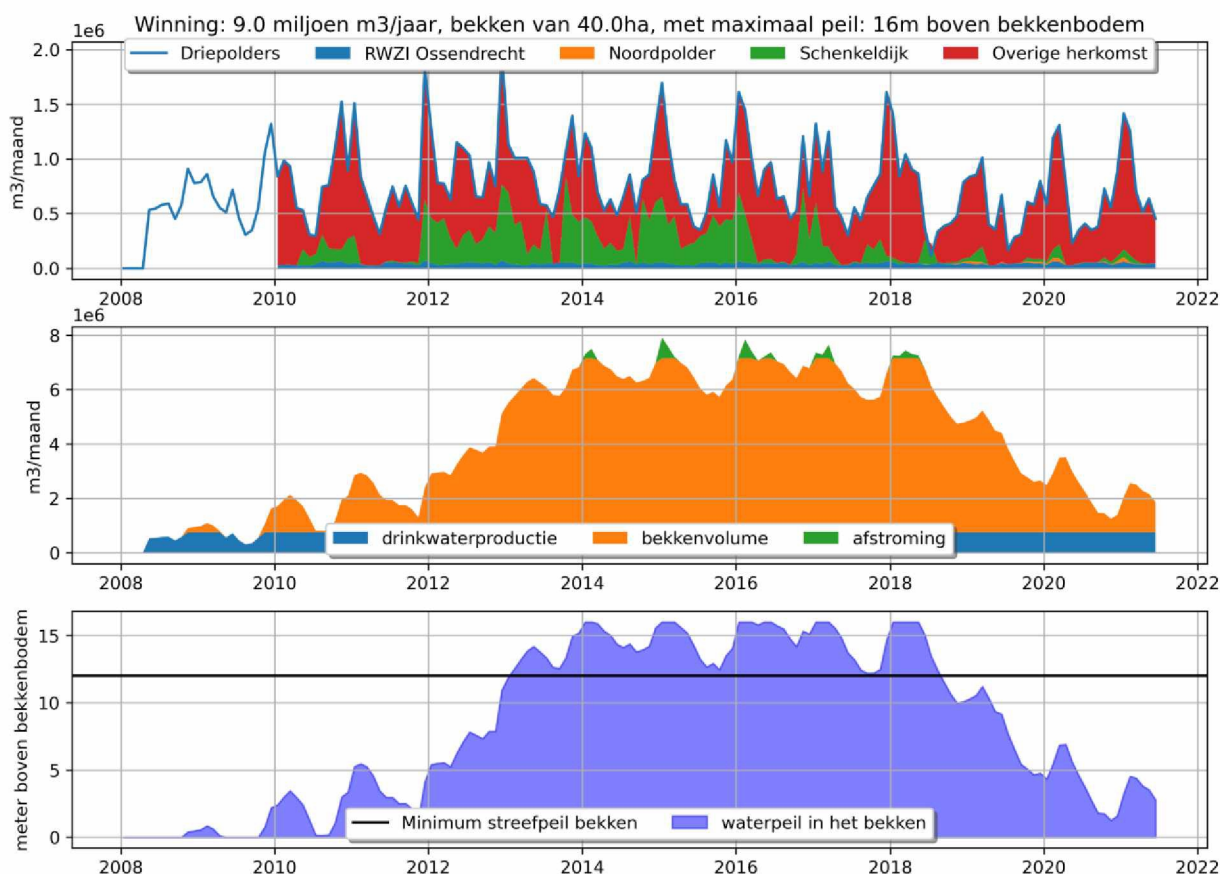 Winning: 9.0 miljoen m3/jaar, bekken van 40.0ha, met maximaal peil: 16m boven bekkenbodem
1e6
Driepolders RWZI Ossendrecht Noordpolder Schenkeldijk Overige herkomst
m3/maand
2.0
1.5
1.0
0.5
0.0
2008 2010 2012 2014 2016 2018 2020 2022
1e6
m3/maand
8
6
4
2
0
drinkwaterproductie bekkenvolume afstroming
2008 2010 2012 2014 2016 2018 2020 2022
meter boven bekkenbodem
15
10
5
0
Minimum streefpeil bekken waterpeil in het bekken
2008 2010 2012 2014 2016 2018 2020 2022